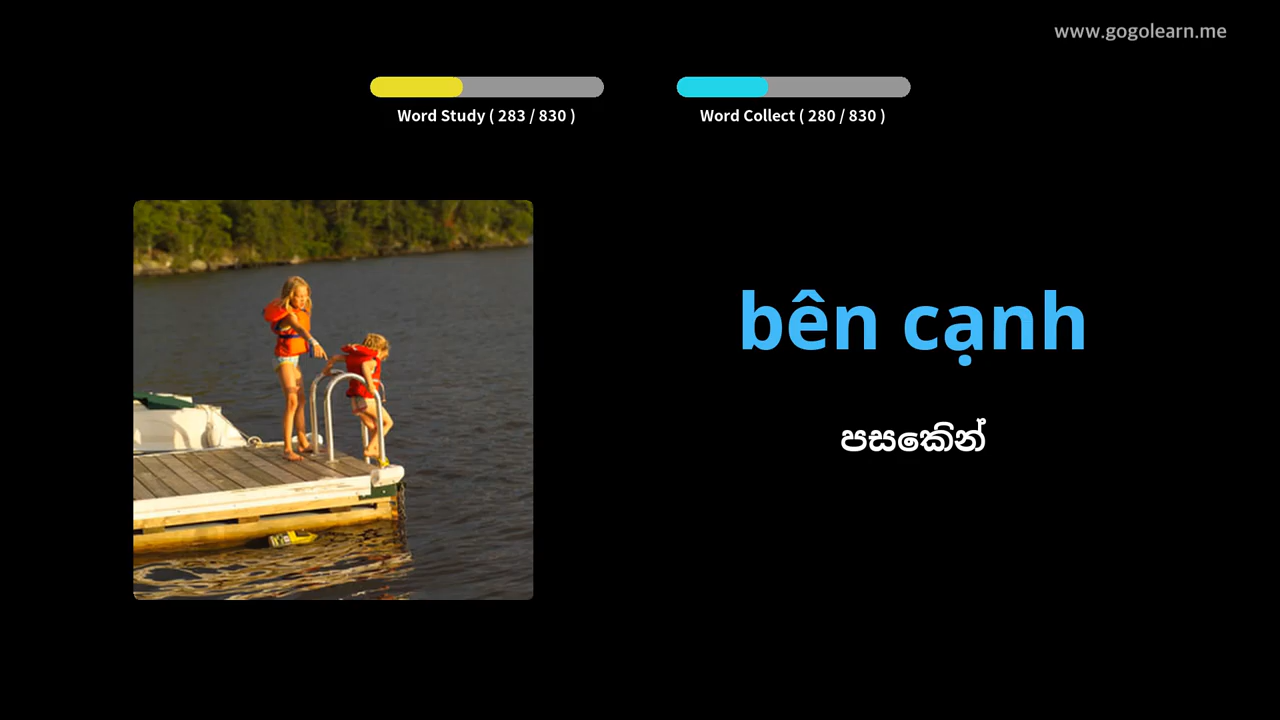 www.gogolearn.me
Word Study ( 283 / 830 )
Word Collect ( 280 / 830 )
bên cạnh
පසකින්